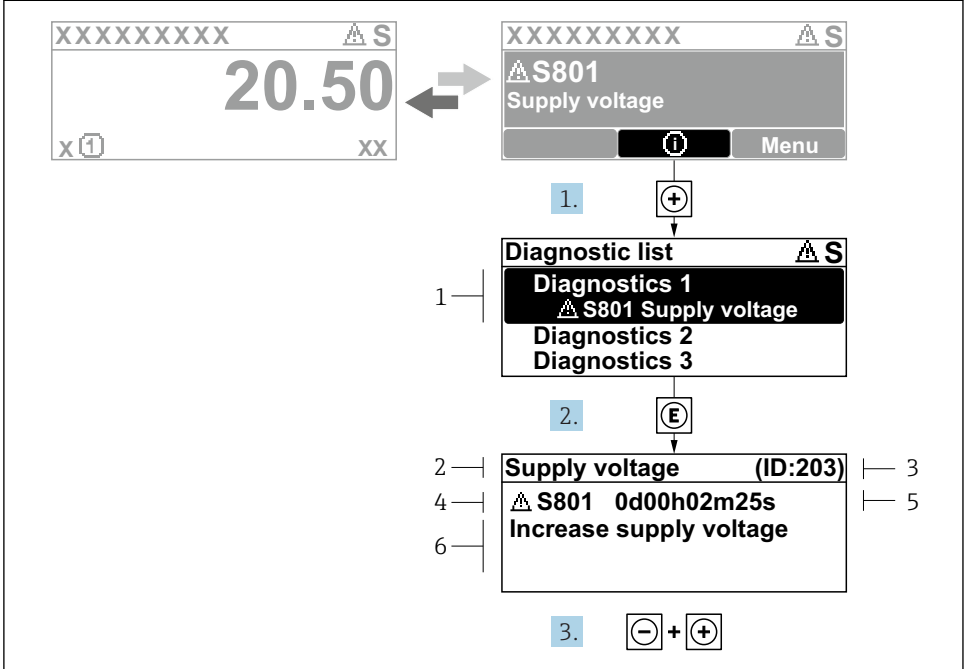 XXXXXXXXX ⚠ S
20.50
x ① XX
XXXXXXXXX ⚠ S
⚠ S801
Supply voltage
ⓘ Menu
1. +
Diagnostic list ⚠ S
1
Diagnostics 1
⚠ S801 Supply voltage
Diagnostics 2
Diagnostics 3
2. E
2 Supply voltage (ID:203) 3
4 ⚠ S801 0d00h02m25s 5
6 Increase supply voltage
3. - + +